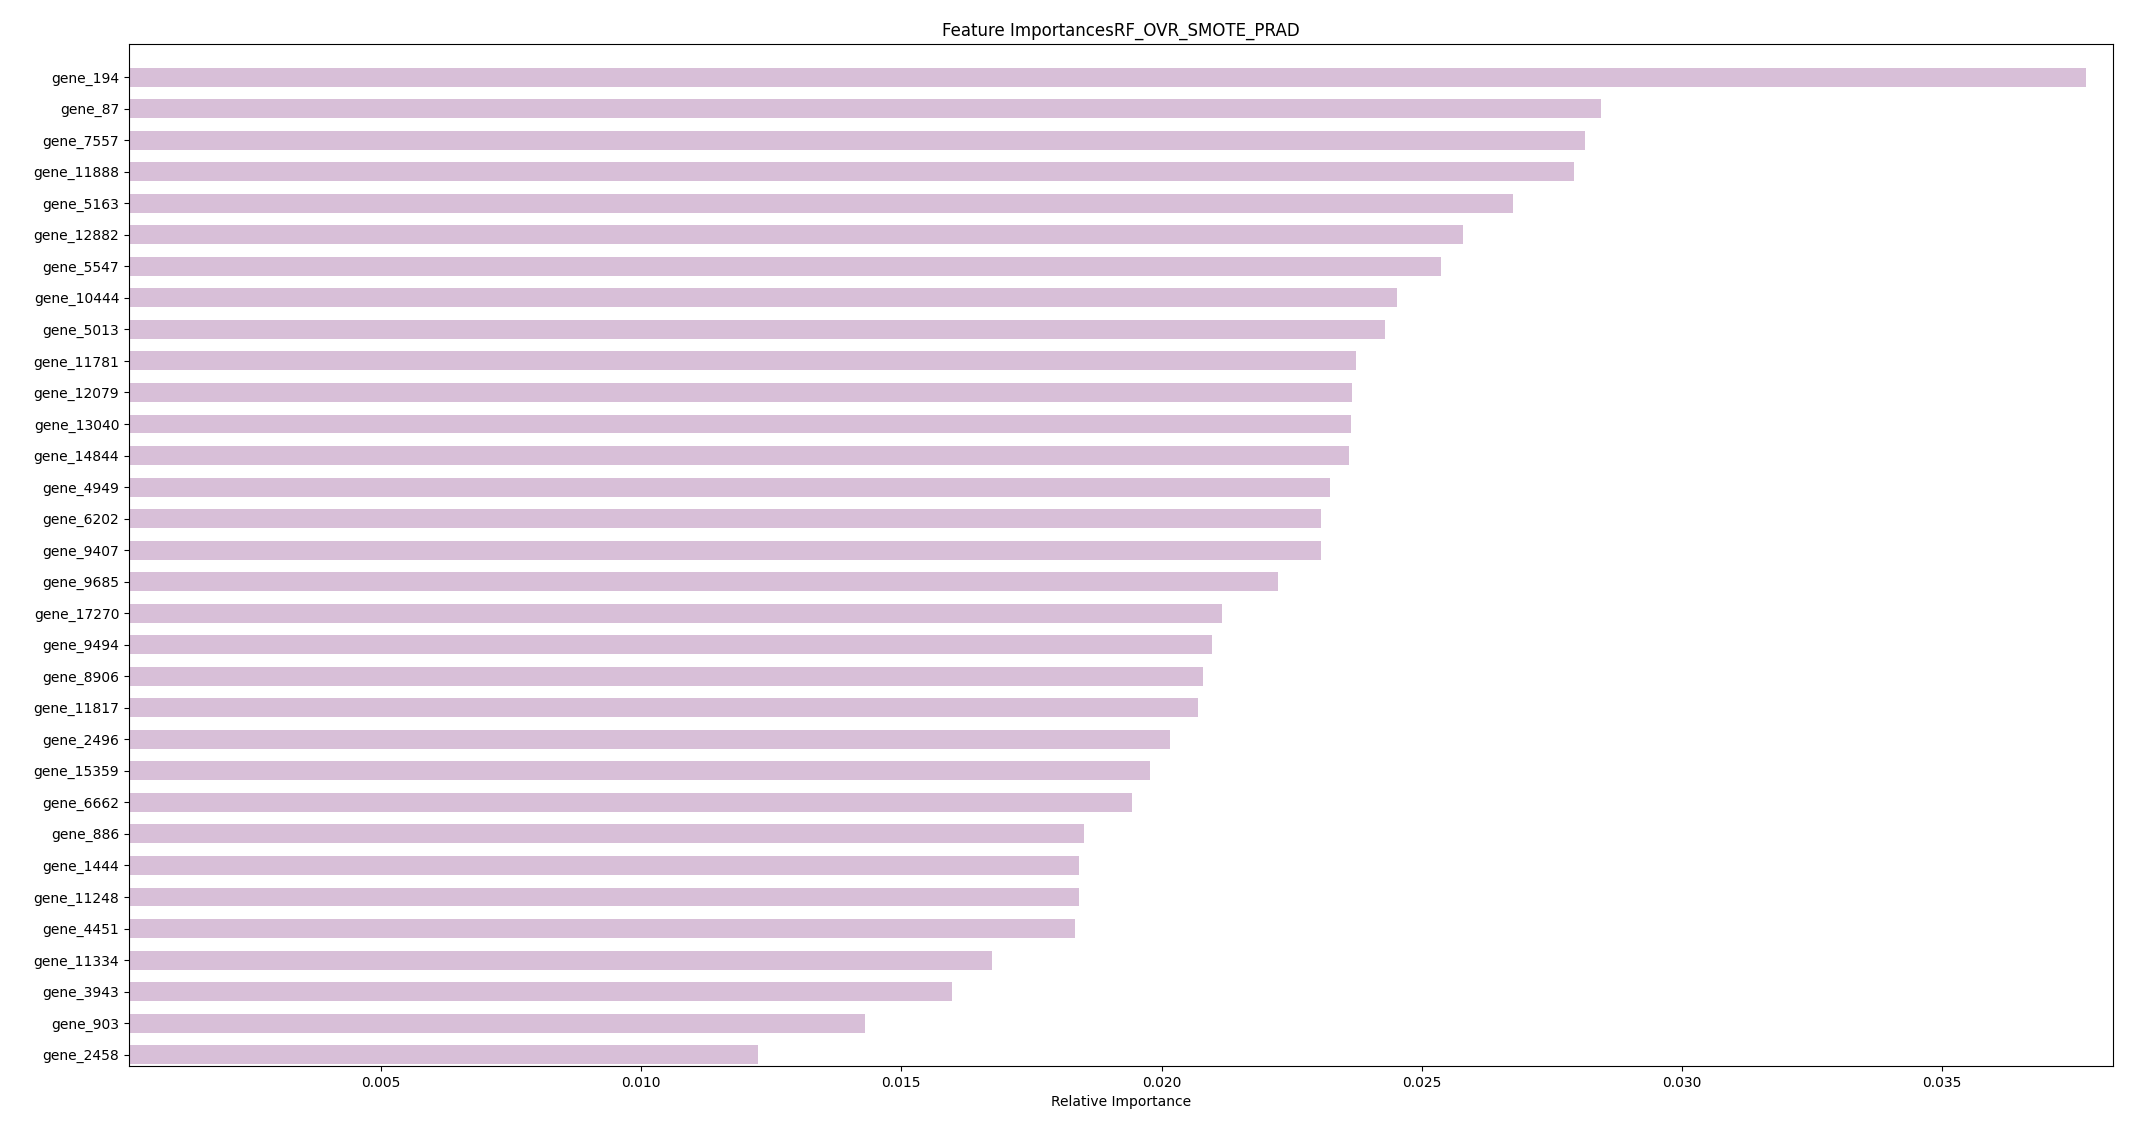 Feature ImportancesRF_OVR_SMOTE_PRAD
gene_194
gene_87
gene_7557
gene_11888
gene_5163
gene_12882
gene_5547
gene_10444
gene_5013
gene_11781
gene_12079
gene_13040
gene_14844
gene_4949
gene_6202
gene_9407
gene_9685
gene_17270
gene_9494
gene_8906
gene_11817
gene_2496
gene_15359
gene_6662
gene_886
gene_1444
gene_11248
gene_4451
gene_11334
gene_3943
gene_903
gene_2458
0.005 0.010 0.015 0.020 0.025 0.030 0.035
Relative Importance